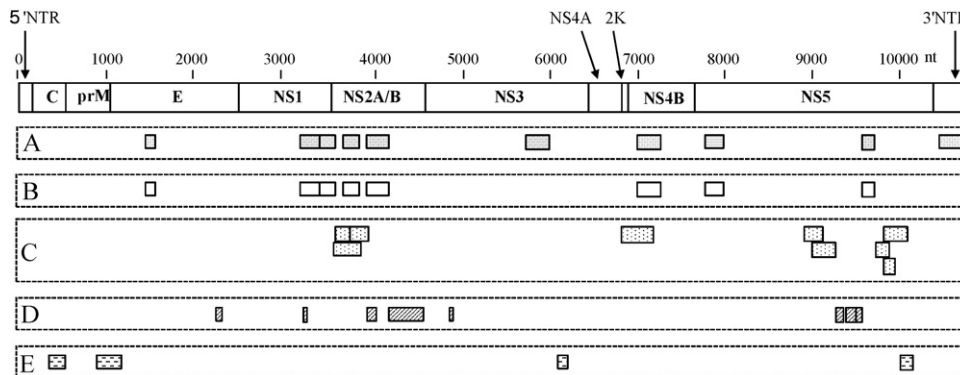 5'NTR NS4A 2K 3'NTR
0 1000 2000 3000 4000 5000 6000 7000 8000 9000 10000 nt
C prM E NS1 NS2A/B NS3 NS4B NS5
A
B
C
D
E